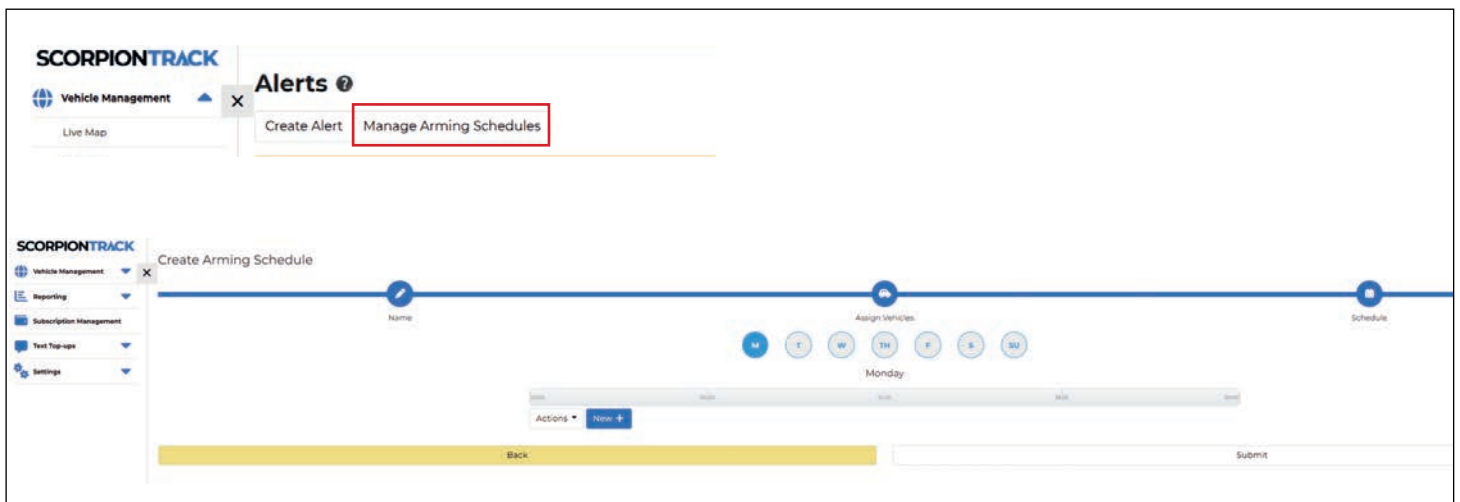 SCORPIONTRACK
Vehicle Management
Live Map
Alerts ?
Create Alert Manage Arming Schedules
SCORPIONTRACK
Vehicle Management
Reporting
Subscription Management
Text Top-ups
Settings
Create Arming Schedule
Name Assign Vehicles Schedule
M T W TH F S SU
Monday
Actions New +
Back Submit